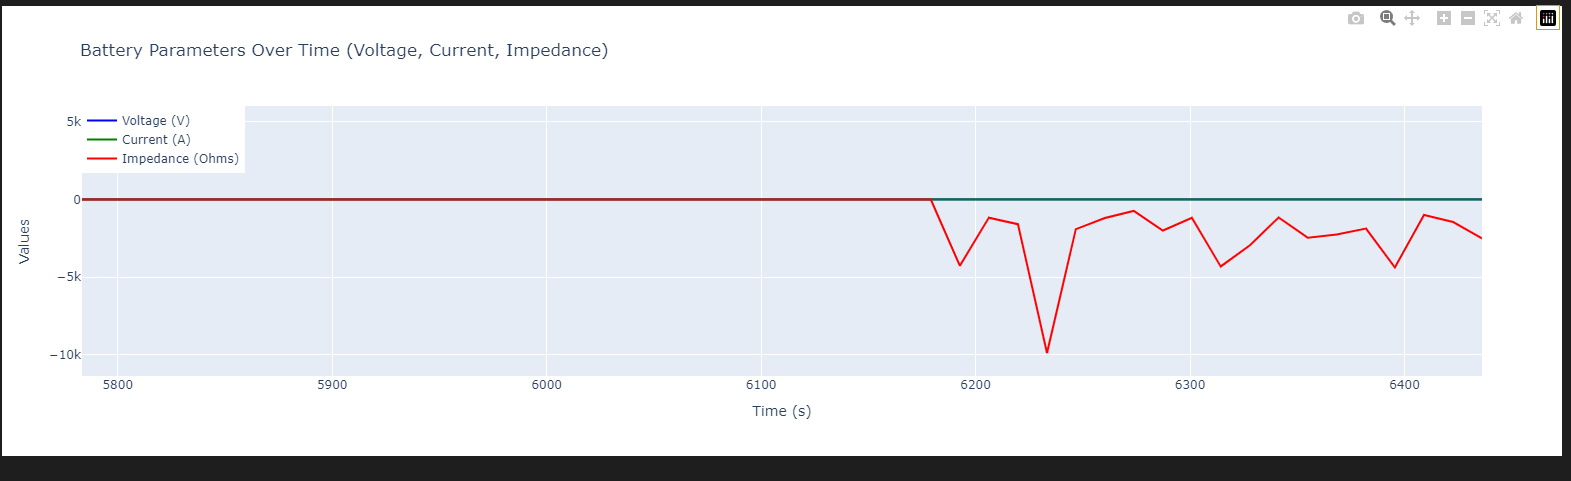 Battery Parameters Over Time (Voltage, Current, Impedance)
Voltage (V)
Current (A)
Impedance (Ohms)
5k
0
−5k
−10k
Values
5800 5900 6000 6100 6200 6300 6400
Time (s)